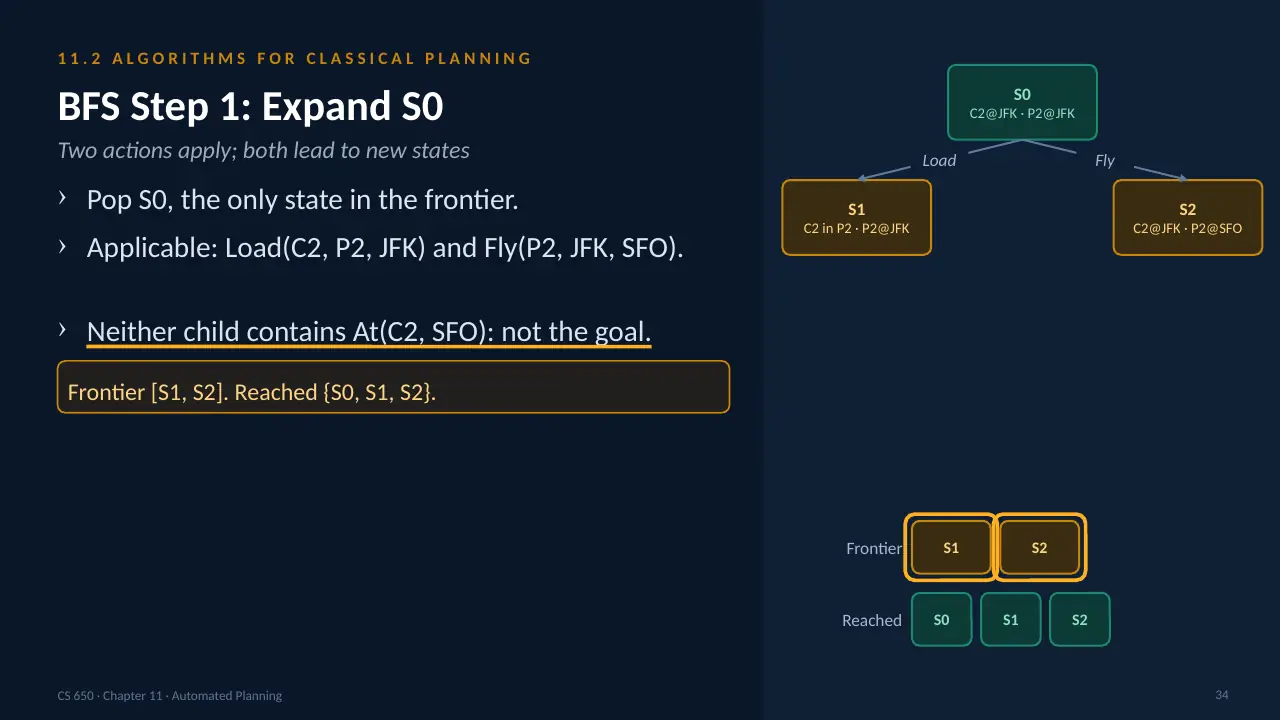 11.2 ALGORITHMS FOR CLASSICAL PLANNING
BFS Step 1: Expand S0
Two actions apply; both lead to new states
› Pop S0, the only state in the frontier.
› Applicable: Load(C2, P2, JFK) and Fly(P2, JFK, SFO).
› Neither child contains At(C2, SFO): not the goal.
Frontier [S1, S2]. Reached {S0, S1, S2}.
S0
C2@JFK · P2@JFK
Load
Fly
S1
C2 in P2 · P2@JFK
S2
C2@JFK · P2@SFO
Frontier S1 S2
Reached S0 S1 S2
CS 650 · Chapter 11 · Automated Planning
34